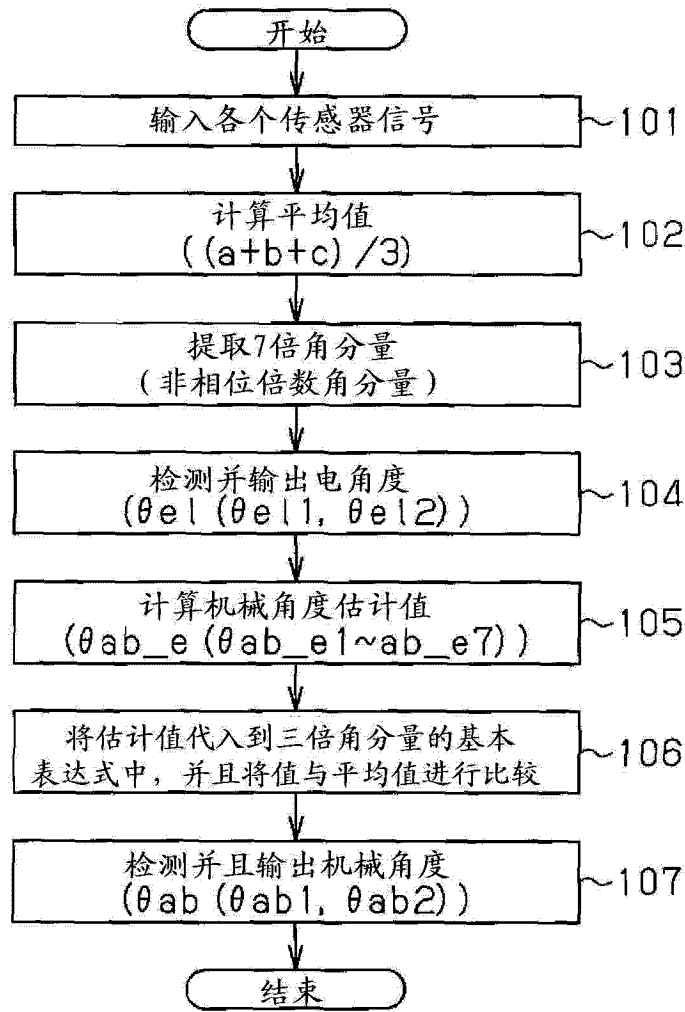 开始
输入各个传感器信号
101
计算平均值
((a+b+c)/3)
102
提取7倍角分量
(非相位倍数角分量)
103
检测并输出电角度
(θel(θel1, θel2))
104
计算机械角度估计值
(θab_e(θab_e1~ab_e7))
105
将估计值代入到三倍角分量的基本
表达式中，并且将值与平均值进行比较
106
检测并且输出机械角度
(θab(θab1, θab2))
107
结束